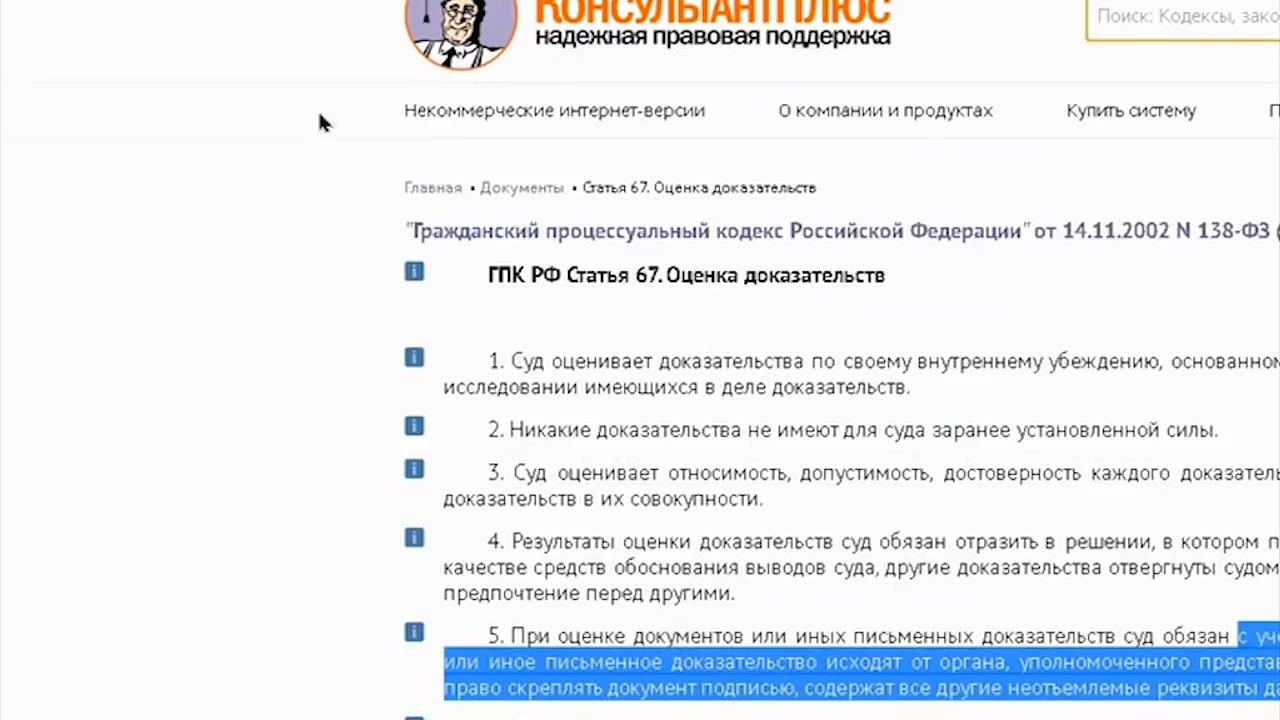 КонсультантПлюс
надежная правовая поддержка
Поиск: Кодексы, зако
Некоммерческие интернет-версии
О компании и продуктах
Купить систему
П
Главная • Документы • Статья 67. Оценка доказательств
"Гражданский процессуальный кодекс Российской Федерации" от 14.11.2002 N 138-ФЗ (
ГПК РФ Статья 67. Оценка доказательств
1. Суд оценивает доказательства по своему внутреннему убеждению, основанном
исследовании имеющихся в деле доказательств.
2. Никакие доказательства не имеют для суда заранее установленной силы.
3. Суд оценивает относимость, допустимость, достоверность каждого доказатель
доказательств в их совокупности.
4. Результаты оценки доказательств суд обязан отразить в решении, в котором п
качестве средств обоснования выводов суда, другие доказательства отвергнуты судом
предпочтение перед другими.
5. При оценке документов или иных письменных доказательств суд обязан с уче
или иное письменное доказательство исходят от органа, уполномоченного представ
право скреплять документ подписью, содержат все другие неотъемлемые реквизиты да